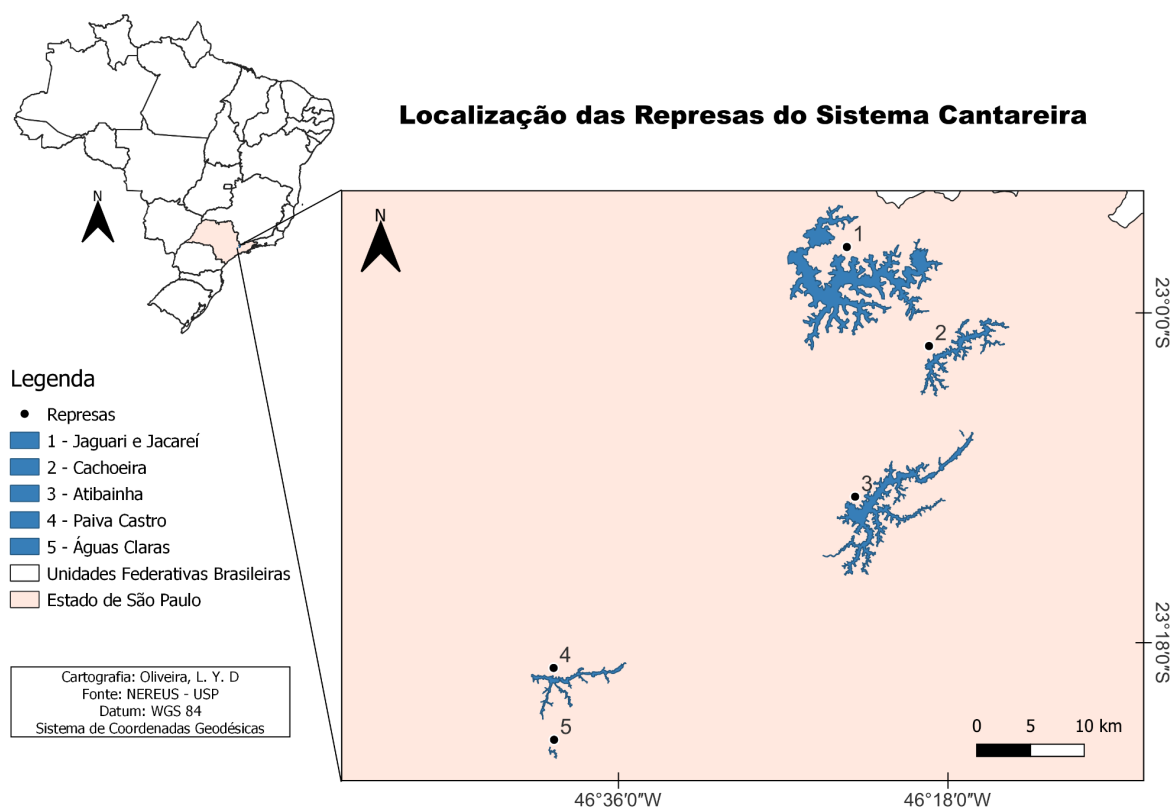 Localização das Represas do Sistema Cantareira
N
N
1
2
3
4
5
23°0′0″S
23°18′0″S
46°36′0″W
46°18′0″W
0 5 10 km
Legenda
Represas
1 - Jaguari e Jacareí
2 - Cachoeira
3 - Atibainha
4 - Paiva Castro
5 - Águas Claras
Unidades Federativas Brasileiras
Estado de São Paulo
Cartografia: Oliveira, L. Y. D
Fonte: NEREUS - USP
Datum: WGS 84
Sistema de Coordenadas Geodésicas